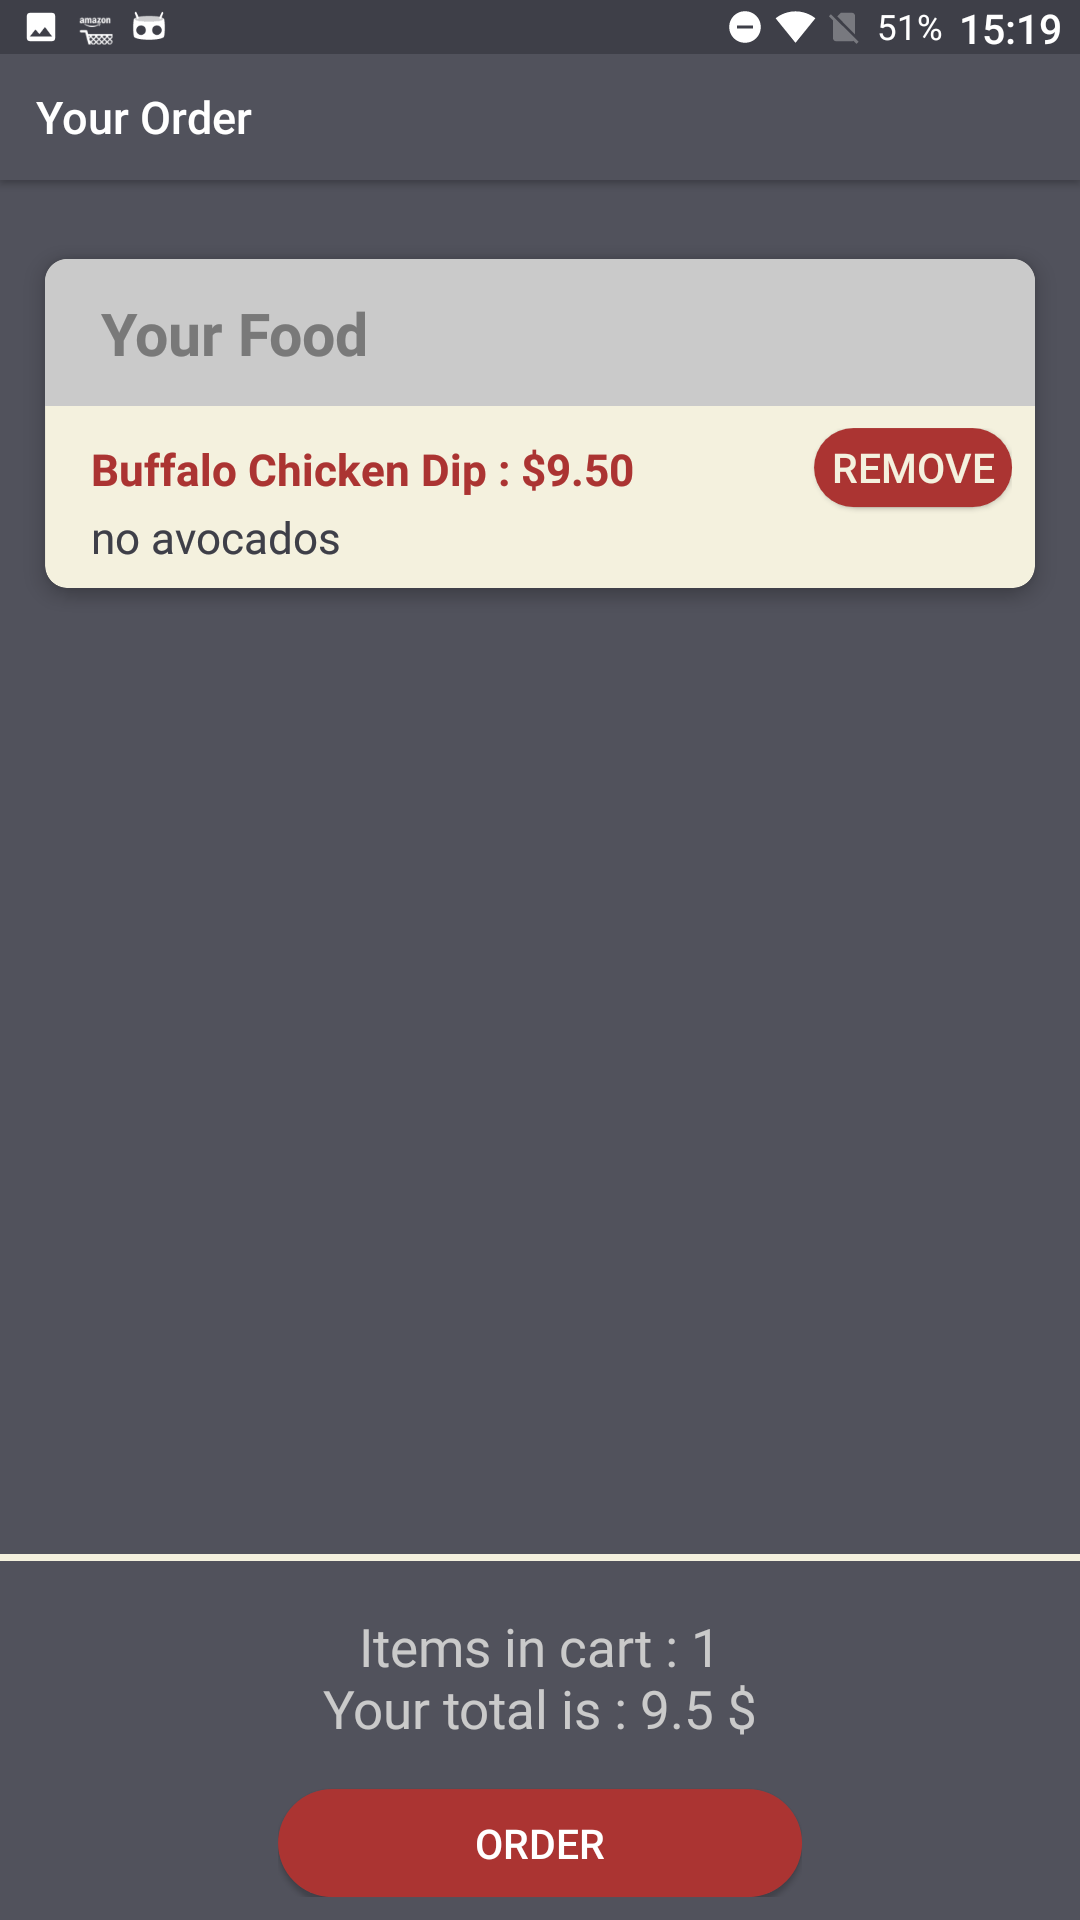 amazon
51% 15:19
Your Order
Your Food
Buffalo Chicken Dip : $9.50
REMOVE
no avocados
Items in cart : 1
Your total is : 9.5 $
ORDER